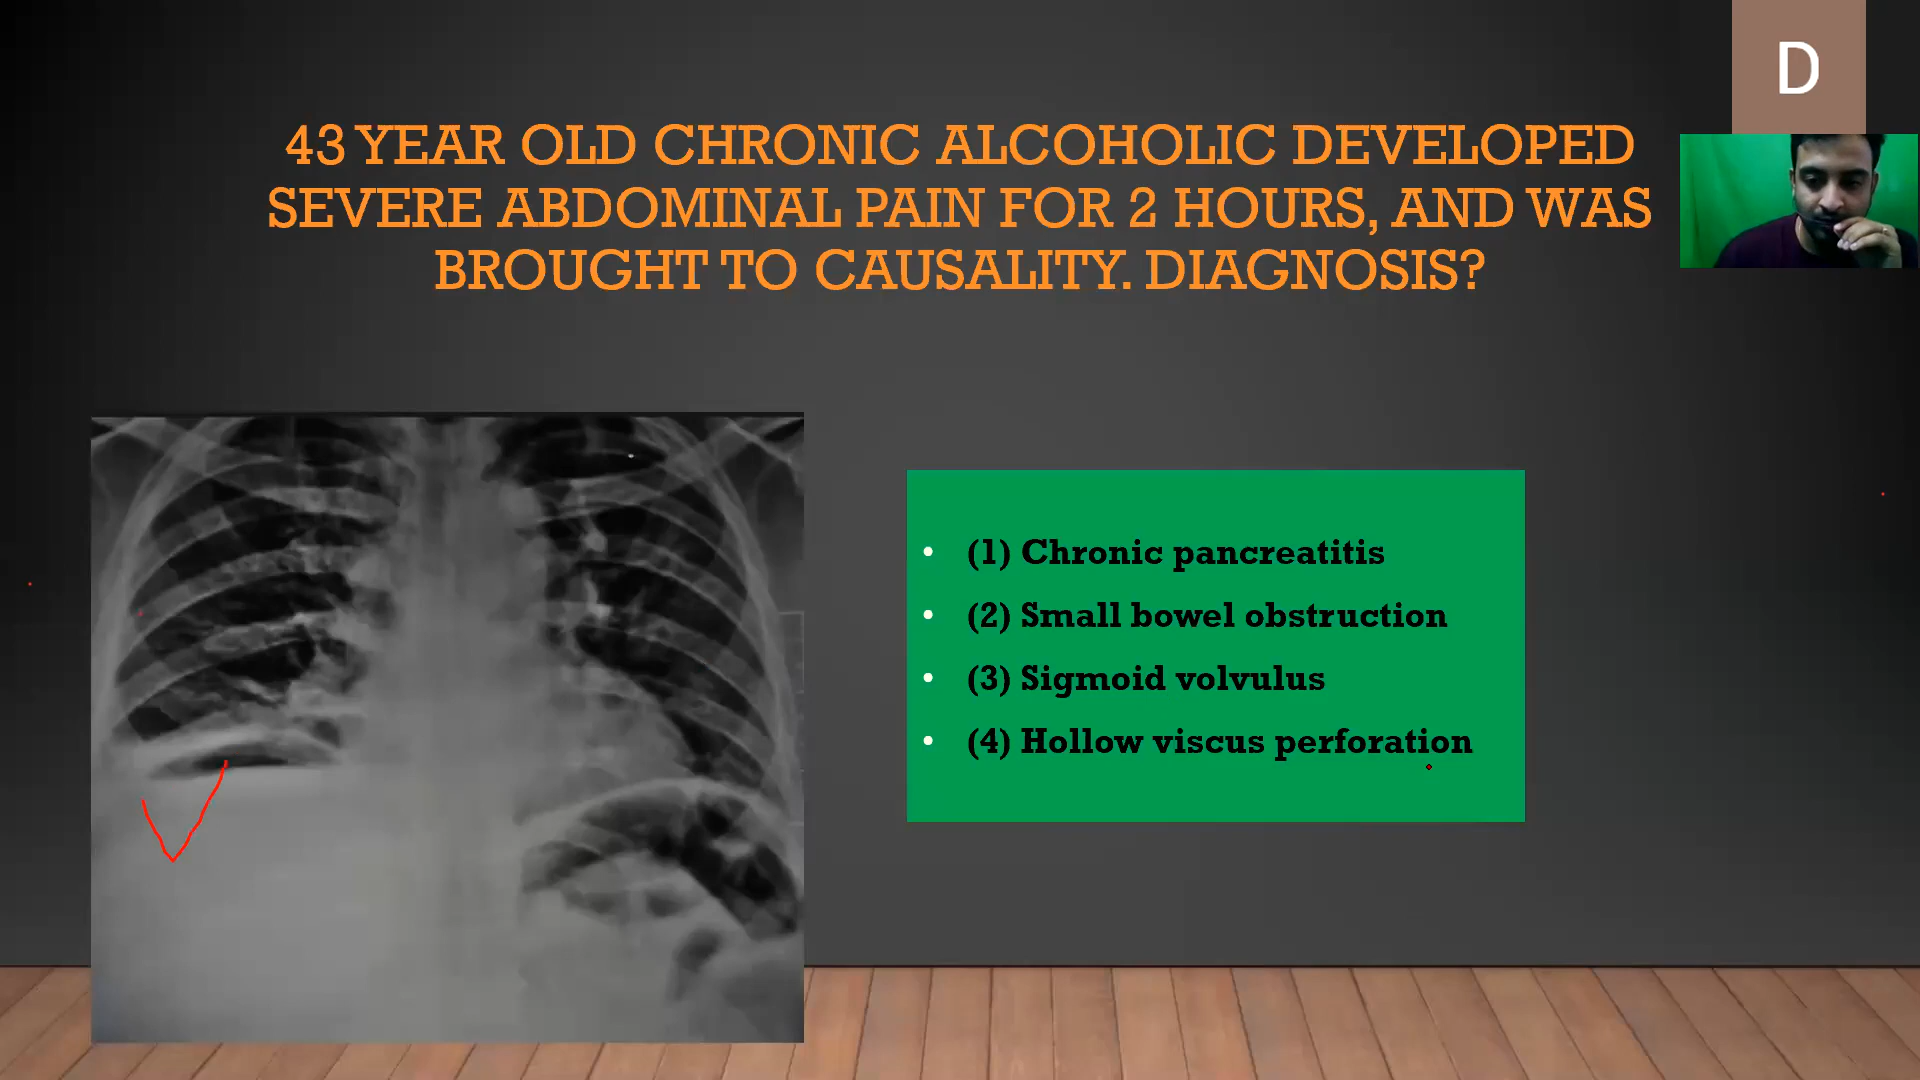 D
43 YEAR OLD CHRONIC ALCOHOLIC DEVELOPED
SEVERE ABDOMINAL PAIN FOR 2 HOURS, AND WAS
BROUGHT TO CAUSALITY. DIAGNOSIS?
• (1) Chronic pancreatitis
• (2) Small bowel obstruction
• (3) Sigmoid volvulus
• (4) Hollow viscus perforation